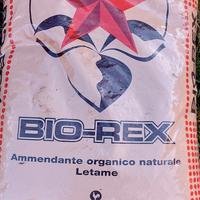 BIO-REX
Ammendante organico naturale
Letame